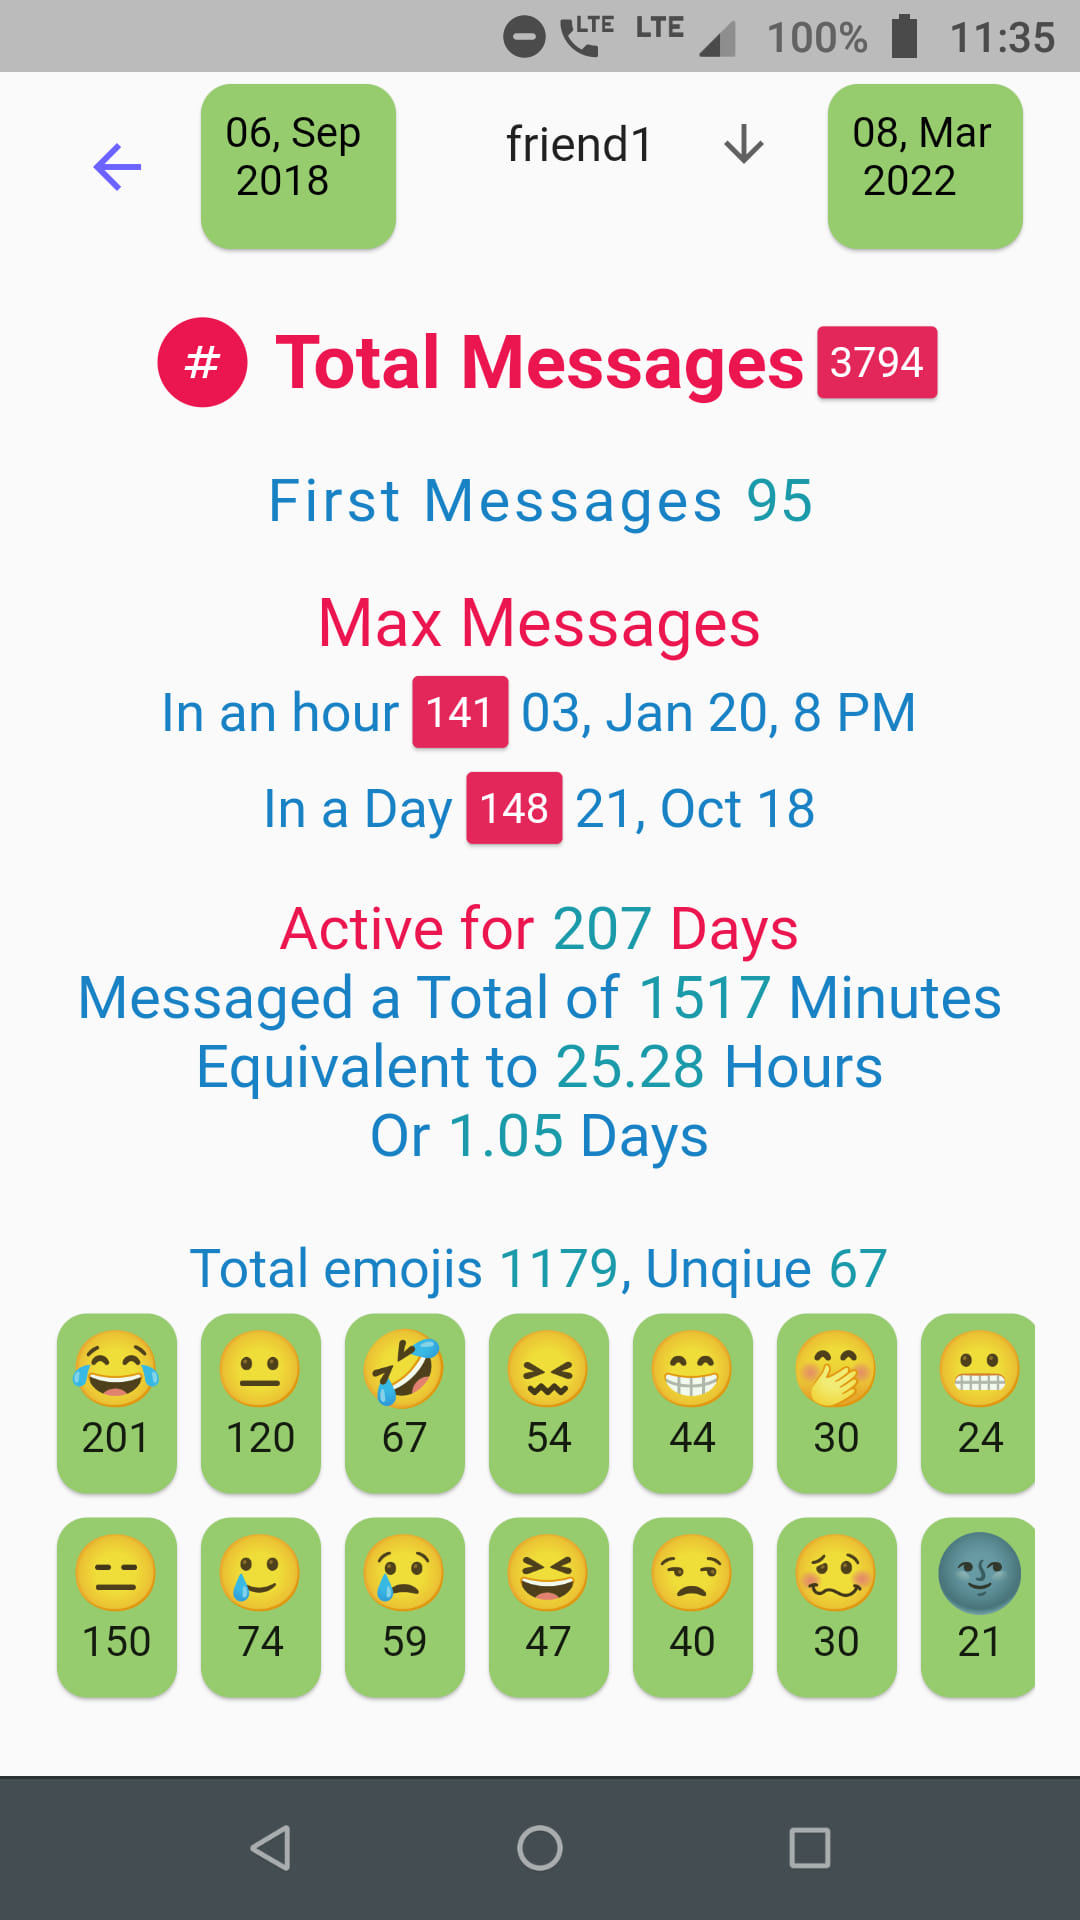 LTE LTE 100% 11:35
06, Sep 2018
friend1
08, Mar 2022
# Total Messages 3794
First Messages 95
Max Messages
In an hour 141 03, Jan 20, 8 PM
In a Day 148 21, Oct 18
Active for 207 Days
Messaged a Total of 1517 Minutes
Equivalent to 25.28 Hours
Or 1.05 Days
Total emojis 1179, Unqiue 67
201 120 67 54 44 30 24
150 74 59 47 40 30 21